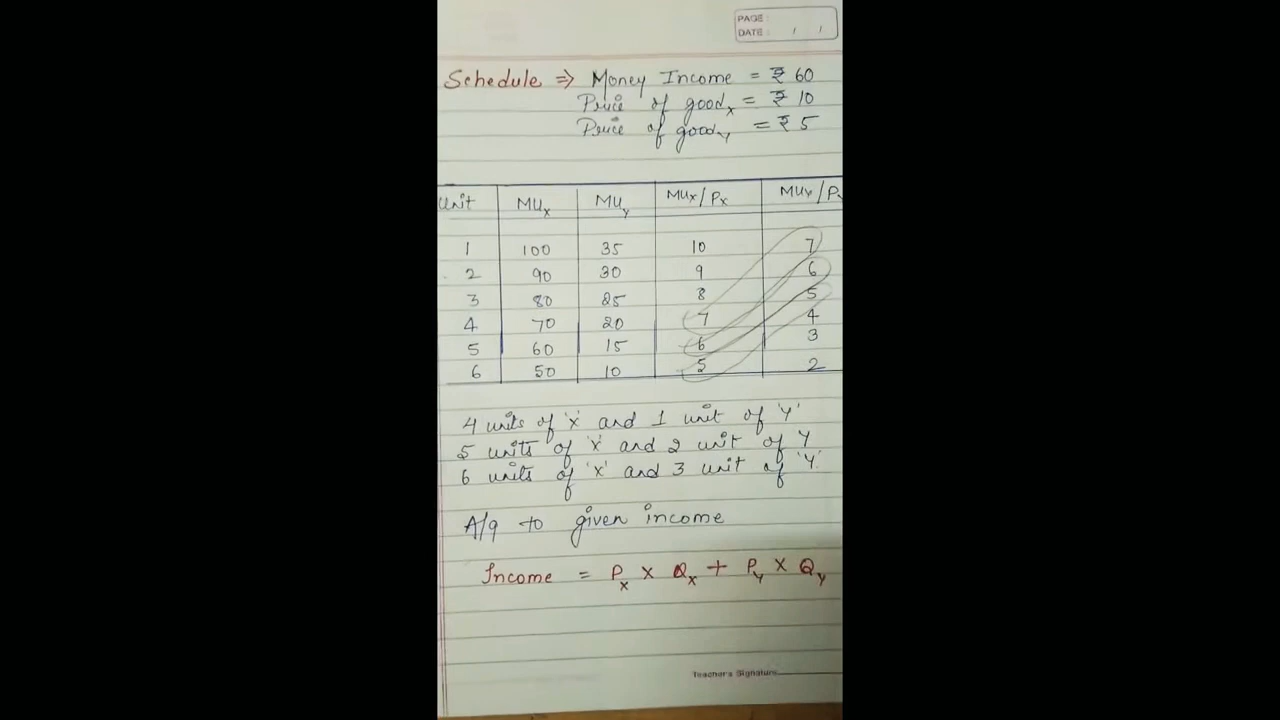 PAGE :
DATE : / /
Schedule ⇒ Money Income = ₹ 60
Price of good x = ₹ 10
Price of good y = ₹ 5
Unit MUx MUy MUx/Px MUy/P
1 100 35 10 7
2 90 30 9 6
3 80 25 8 5
4 70 20 7 4
5 60 15 6 3
6 50 10 5 2
4 units of 'x' and 1 unit of 'y'
5 units of 'x' and 2 unit of y
6 units of 'x' and 3 unit of 'y'.
A/q to given income
Income = Px × Qx + Py × Qy
Teacher's Signature